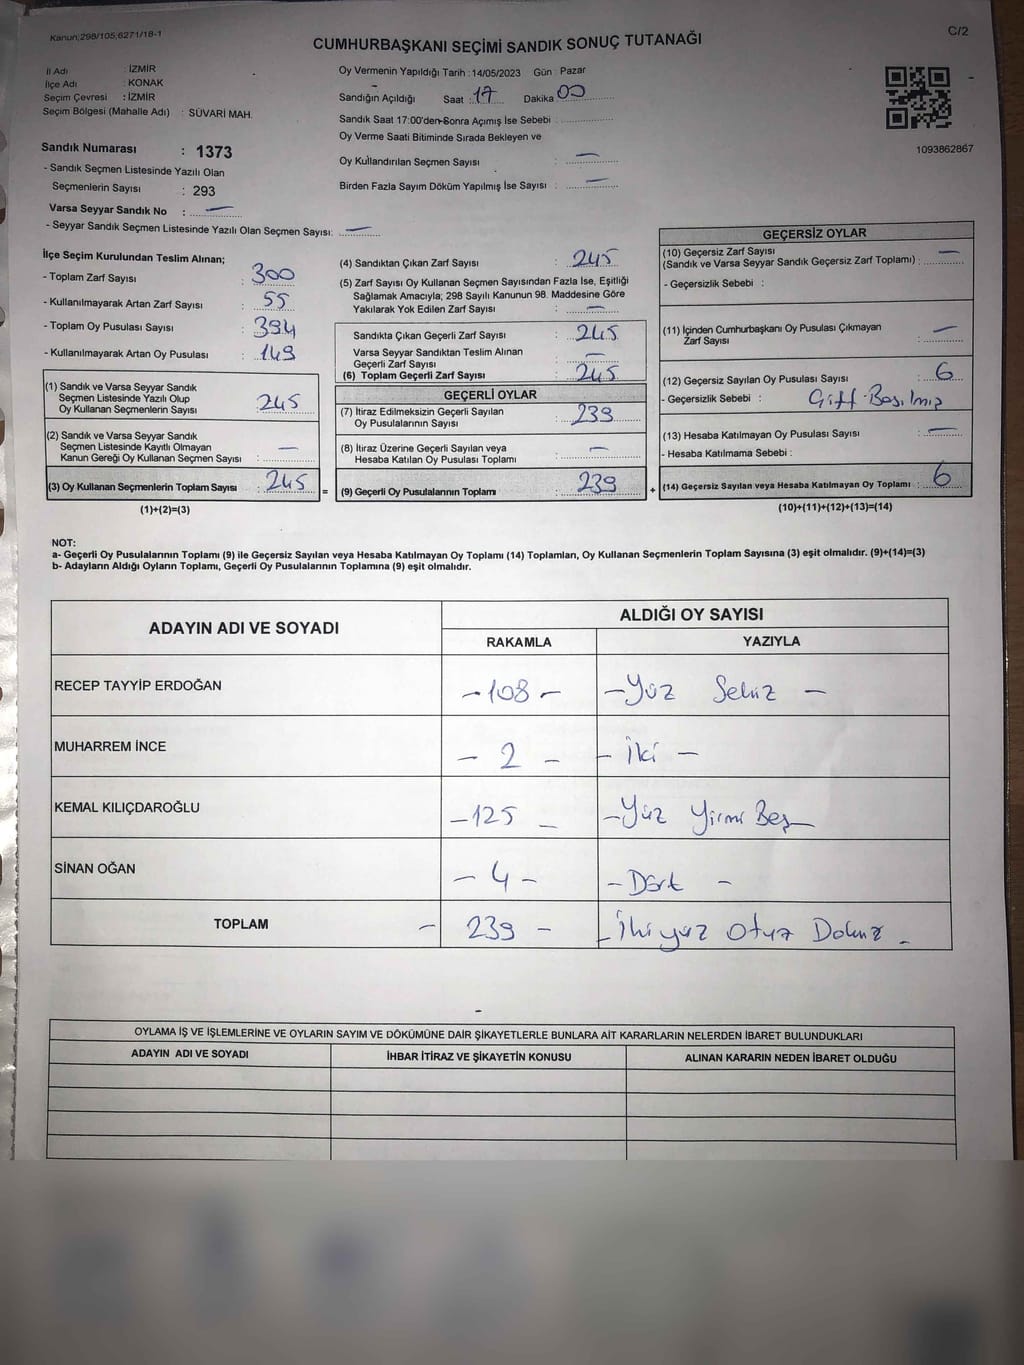 Kanun;298/105,6271/18-1
C/2
CUMHURBAŞKANI SEÇİMİ SANDIK SONUÇ TUTANAĞI
İl Adı : İZMİR
İlçe Adı : KONAK
Seçim Çevresi : İZMİR
Seçim Bölgesi (Mahalle Adı) : SÜVARİ MAH.
Sandık Numarası : 1373
- Sandık Seçmen Listesinde Yazılı Olan
Seçmenlerin Sayısı : 293
Varsa Seyyar Sandık No : —
- Seyyar Sandık Seçmen Listesinde Yazılı Olan Seçmen Sayısı: —
Oy Vermenin Yapıldığı Tarih : 14/05/2023 Gün : Pazar
Sandığın Açıldığı Saat : 17 Dakika 00
Sandık Saat 17:00'den Sonra Açımış İse Sebebi :
Oy Verme Saati Bitiminde Sırada Bekleyen ve
Oy Kullandırılan Seçmen Sayısı : —
Birden Fazla Sayım Döküm Yapılmış İse Sayısı : —
1093862867
İlçe Seçim Kurulundan Teslim Alınan;
- Toplam Zarf Sayısı : 300
- Kullanılmayarak Artan Zarf Sayısı : 55
- Toplam Oy Pusulası Sayısı : 394
- Kullanılmayarak Artan Oy Pusulası : 149
(1) Sandık ve Varsa Seyyar Sandık
Seçmen Listesinde Yazılı Olup
Oy Kullanan Seçmenlerin Sayısı : 245
(2) Sandık ve Varsa Seyyar Sandık
Seçmen Listesinde Kayıtlı Olmayan
Kanun Gereği Oy Kullanan Seçmen Sayısı : —
(3) Oy Kullanan Seçmenlerin Toplam Sayısı : 245 =
(1)+(2)=(3)
(4) Sandıktan Çıkan Zarf Sayısı : 245
(5) Zarf Sayısı Oy Kullanan Seçmen Sayısından Fazla İse, Eşitliği
Sağlamak Amacıyla; 298 Sayılı Kanunun 98. Maddesine Göre
Yakılarak Yok Edilen Zarf Sayısı : —
Sandıkta Çıkan Geçerli Zarf Sayısı : 245
Varsa Seyyar Sandıktan Teslim Alınan
Geçerli Zarf Sayısı : —
(6) Toplam Geçerli Zarf Sayısı : 245
GEÇERLİ OYLAR
(7) İtiraz Edilmeksizin Geçerli Sayılan
Oy Pusulalarının Sayısı : 239
(8) İtiraz Üzerine Geçerli Sayılan veya
Hesaba Katılan Oy Pusulası Toplamı : —
(9) Geçerli Oy Pusulalarının Toplamı : 239 +
GEÇERSİZ OYLAR
(10) Geçersiz Zarf Sayısı
(Sandık ve Varsa Seyyar Sandık Geçersiz Zarf Toplamı) : —
- Geçersizlik Sebebi :
(11) İçinden Cumhurbaşkanı Oy Pusulası Çıkmayan
Zarf Sayısı : —
(12) Geçersiz Sayılan Oy Pusulası Sayısı : 6
- Geçersizlik Sebebi : Çift Basılmış
(13) Hesaba Katılmayan Oy Pusulası Sayısı : —
- Hesaba Katılmama Sebebi :
(14) Geçersiz Sayılan veya Hesaba Katılmayan Oy Toplamı : 6
(10)+(11)+(12)+(13)=(14)
NOT:
a- Geçerli Oy Pusulalarının Toplamı (9) ile Geçersiz Sayılan veya Hesaba Katılmayan Oy Toplamı (14) Toplamları, Oy Kullanan Seçmenlerin Toplam Sayısına (3) eşit olmalıdır. (9)+(14)=(3)
b- Adayların Aldığı Oyların Toplamı, Geçerli Oy Pusulalarının Toplamına (9) eşit olmalıdır.
ADAYIN ADI VE SOYADI
ALDIĞI OY SAYISI
RAKAMLA YAZIYLA
RECEP TAYYİP ERDOĞAN - 108 - - Yüz Sekiz -
MUHARREM İNCE - 2 - - İki -
KEMAL KILIÇDAROĞLU - 125 - - Yüz Yirmi Beş -
SİNAN OĞAN - 4 - - Dört -
TOPLAM - 239 - - İkiyüz Otuz Dokuz -
OYLAMA İŞ VE İŞLEMLERİNE VE OYLARIN SAYIM VE DÖKÜMÜNE DAİR ŞİKAYETLERLE BUNLARA AİT KARARLARIN NELERDEN İBARET BULUNDUKLARI
ADAYIN ADI VE SOYADI İHBAR İTİRAZ VE ŞİKAYETİN KONUSU ALINAN KARARIN NEDEN İBARET OLDUĞU